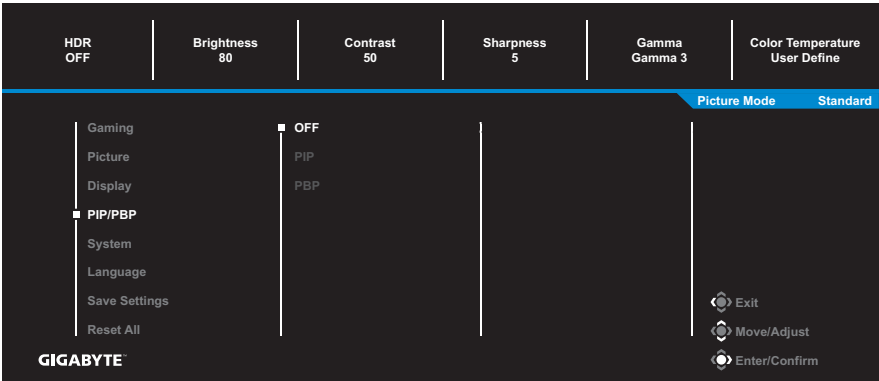 HDR
OFF
Brightness
80
Contrast
50
Sharpness
5
Gamma
Gamma 3
Color Temperature
User Define
Picture Mode Standard
Gaming
Picture
Display
PIP/PBP
System
Language
Save Settings
Reset All
OFF
PIP
PBP
Exit
Move/Adjust
Enter/Confirm
GIGABYTE™